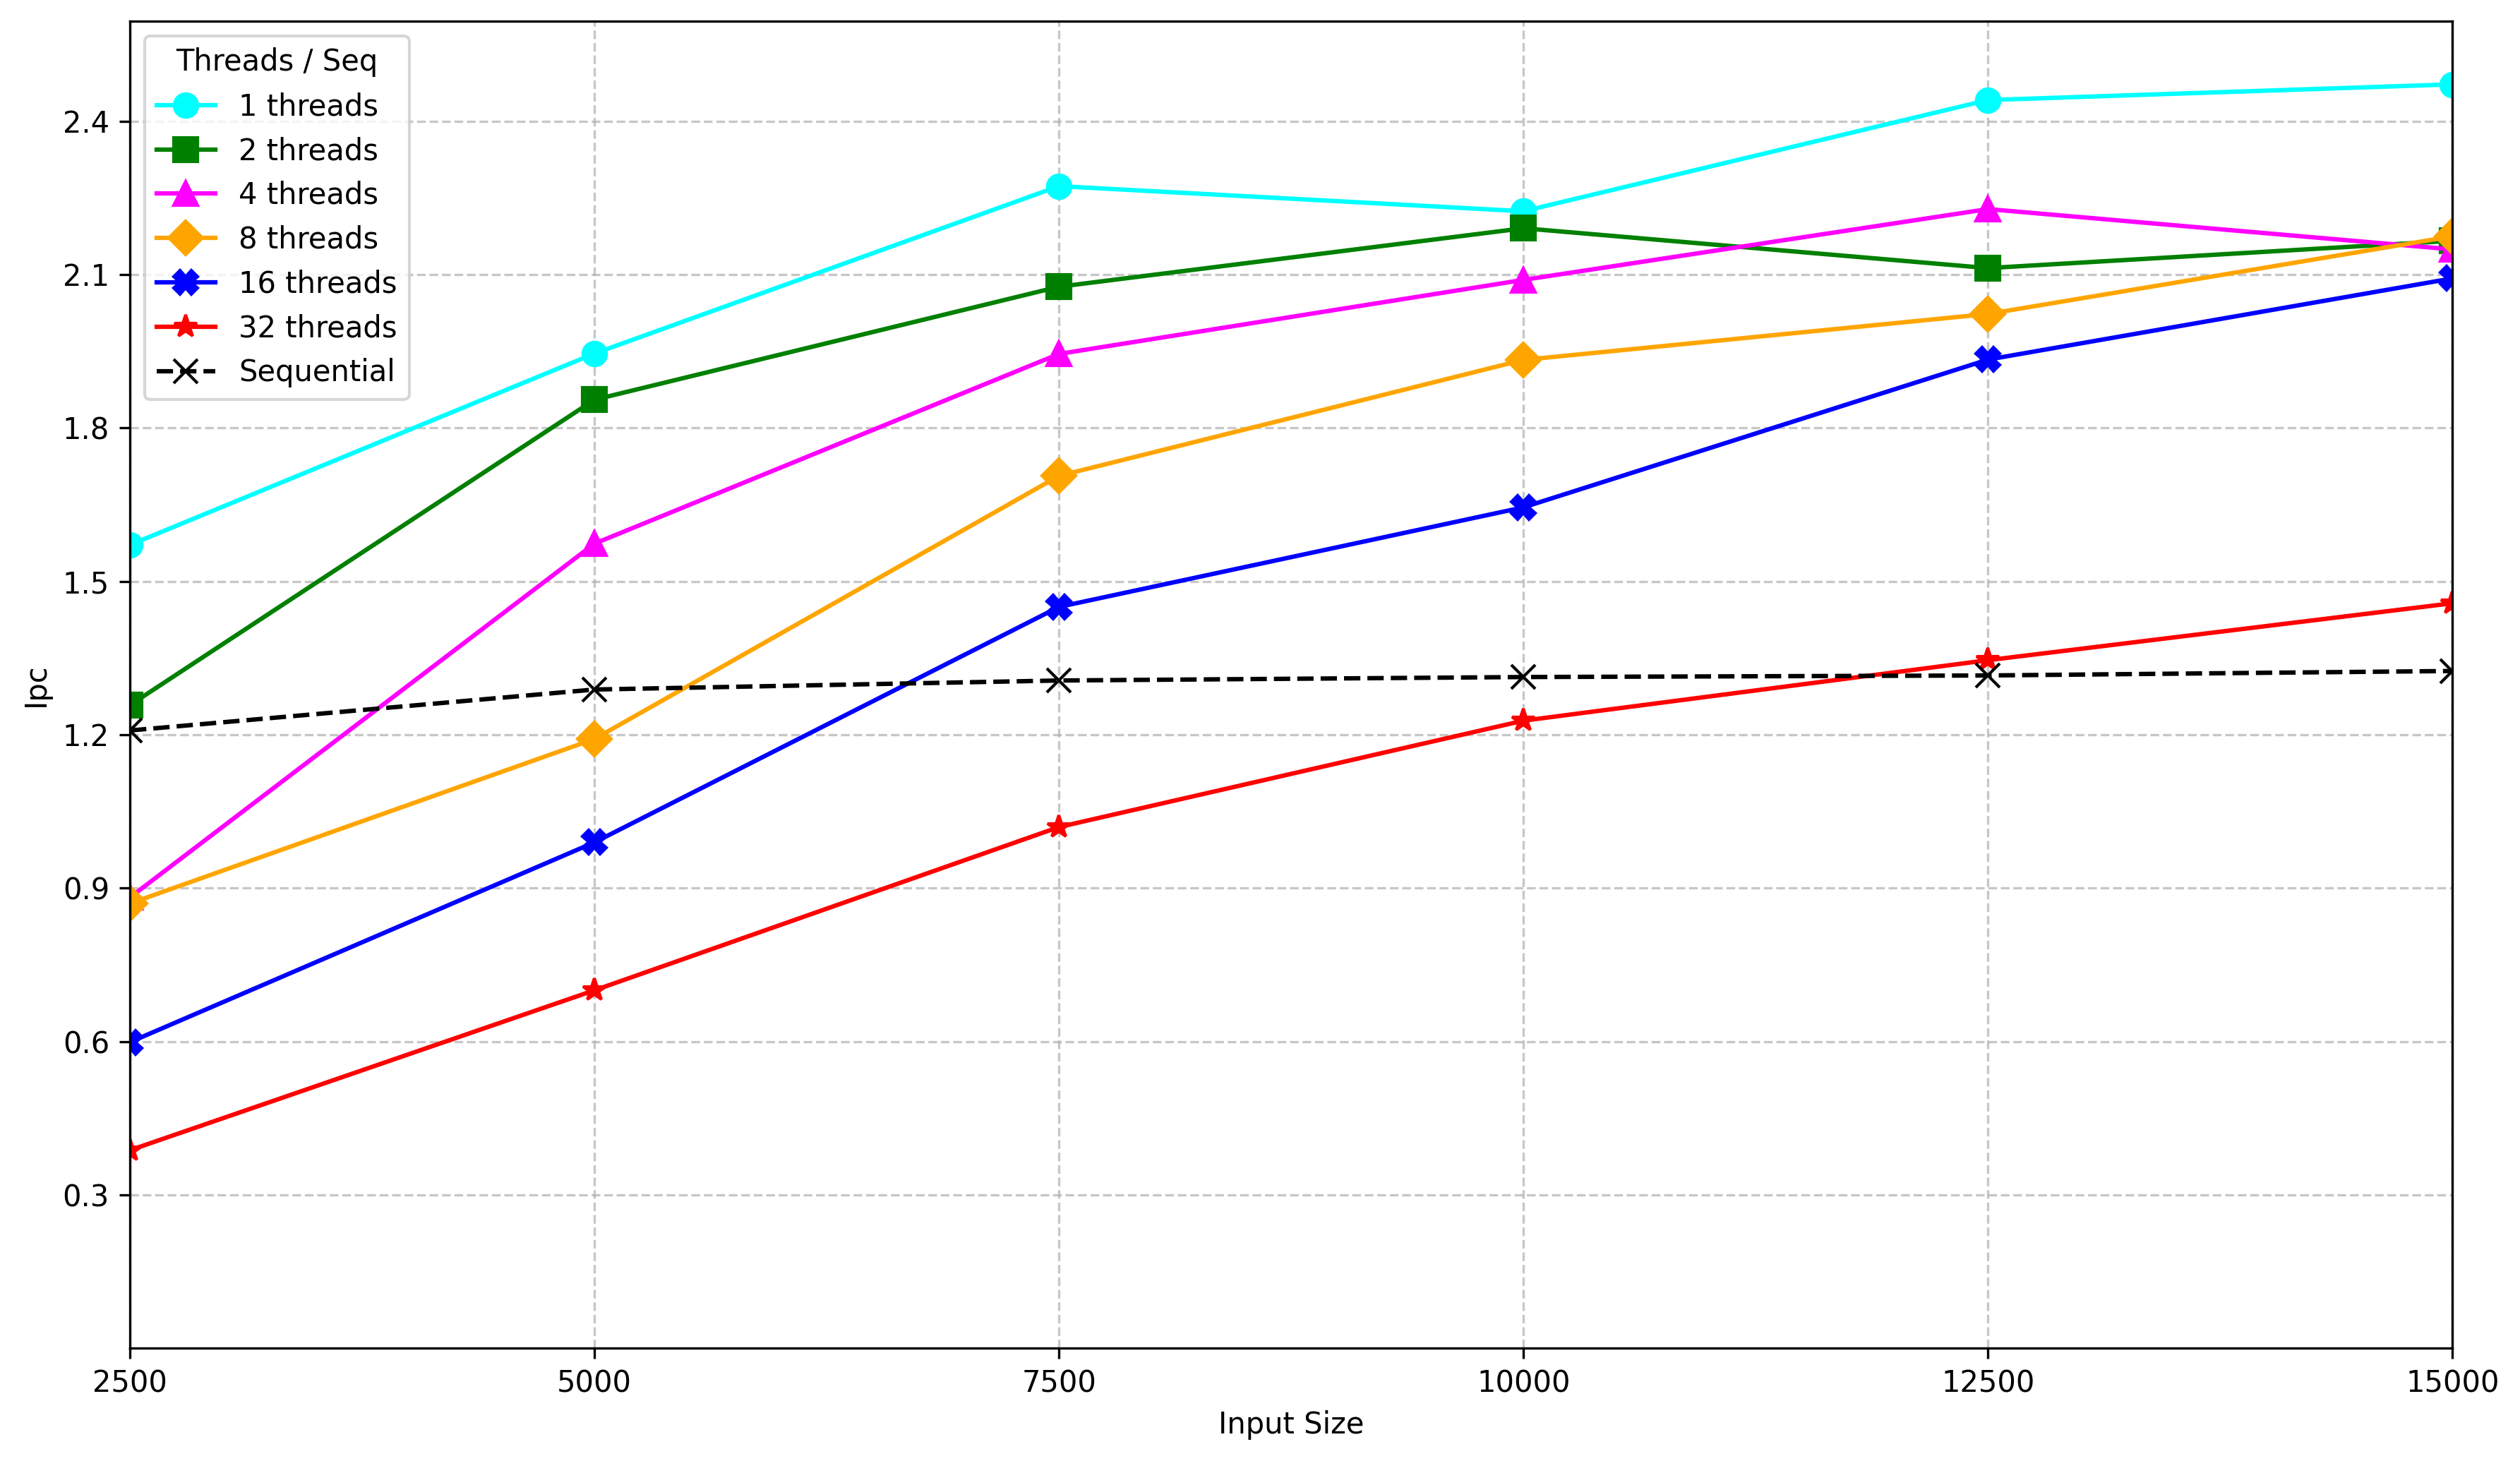 Threads / Seq
1 threads
2 threads
4 threads
8 threads
16 threads
32 threads
Sequential
2.4
2.1
1.8
1.5
1.2
0.9
0.6
0.3
Ipc
2500 5000 7500 10000 12500 15000
Input Size